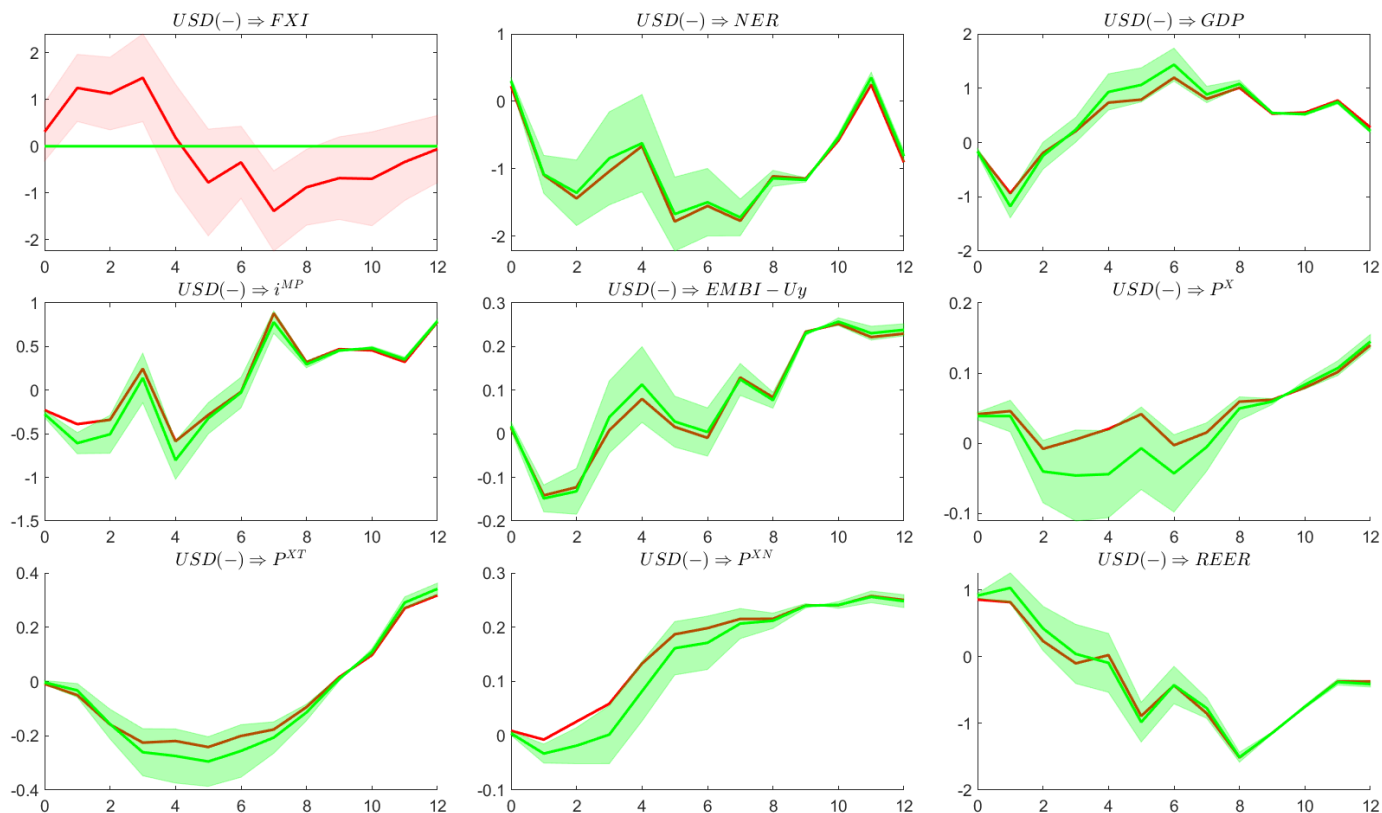 USD(−) ⇒ FXI
USD(−) ⇒ NER
USD(−) ⇒ GDP
2
1
0
-1
-2
0 2 4 6 8 10 12
0
-1
-2
0 2 4 6 8 10 12
2
1
0
-1
-2
0 2 4 6 8 10 12
USD(−) ⇒ i^{MP}
USD(−) ⇒ EMBI − Uy
USD(−) ⇒ P^X
1
0.5
0
-0.5
-1
-1.5
0 2 4 6 8 10 12
0.3
0.2
0.1
0
-0.1
-0.2
0 2 4 6 8 10 12
0.2
0.1
0
-0.1
0 2 4 6 8 10 12
USD(−) ⇒ P^{XT}
USD(−) ⇒ P^{XN}
USD(−) ⇒ REER
0.4
0.2
0
-0.2
-0.4
0 2 4 6 8 10 12
0.3
0.2
0.1
0
-0.1
0 2 4 6 8 10 12
1
0
-1
-2
0 2 4 6 8 10 12